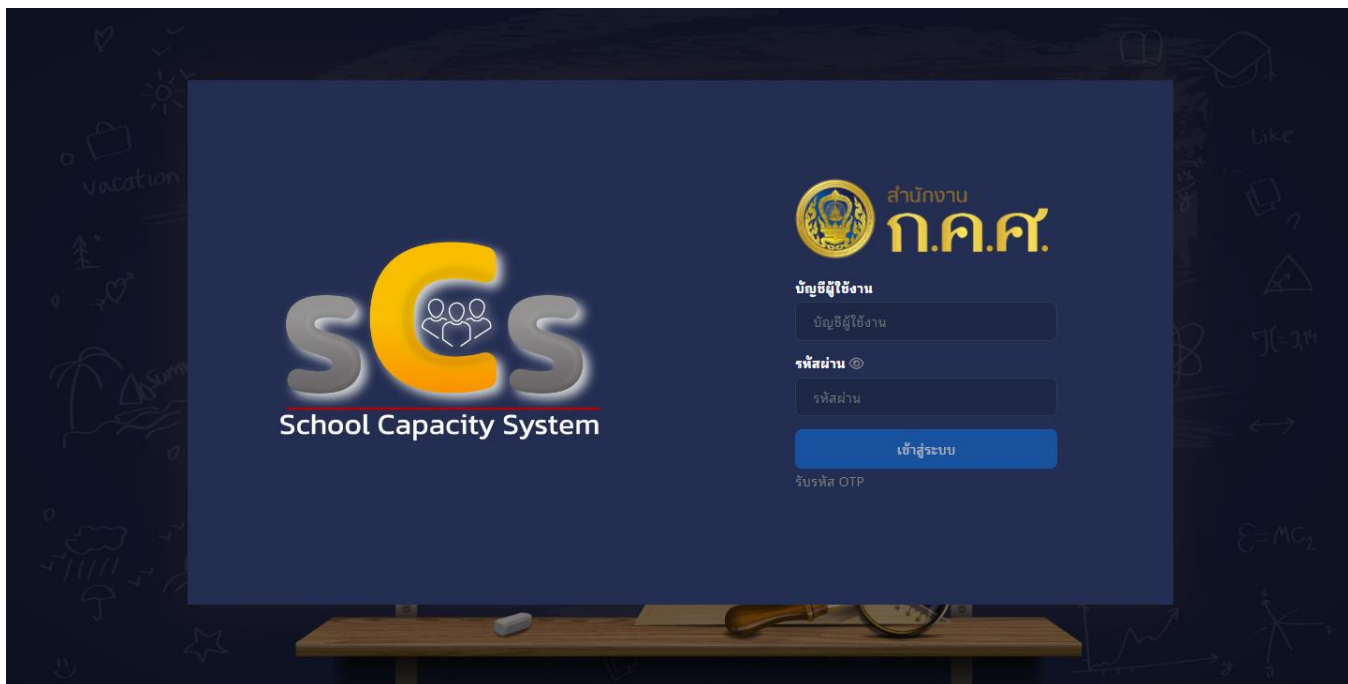 vacation
Like
สำนักงาน
ก.ค.ศ.
sCs
School Capacity System
บัญชีผู้ใช้งาน
บัญชีผู้ใช้งาน
รหัสผ่าน
รหัสผ่าน
เข้าสู่ระบบ
รับรหัส OTP
π=3,14
E=MC2